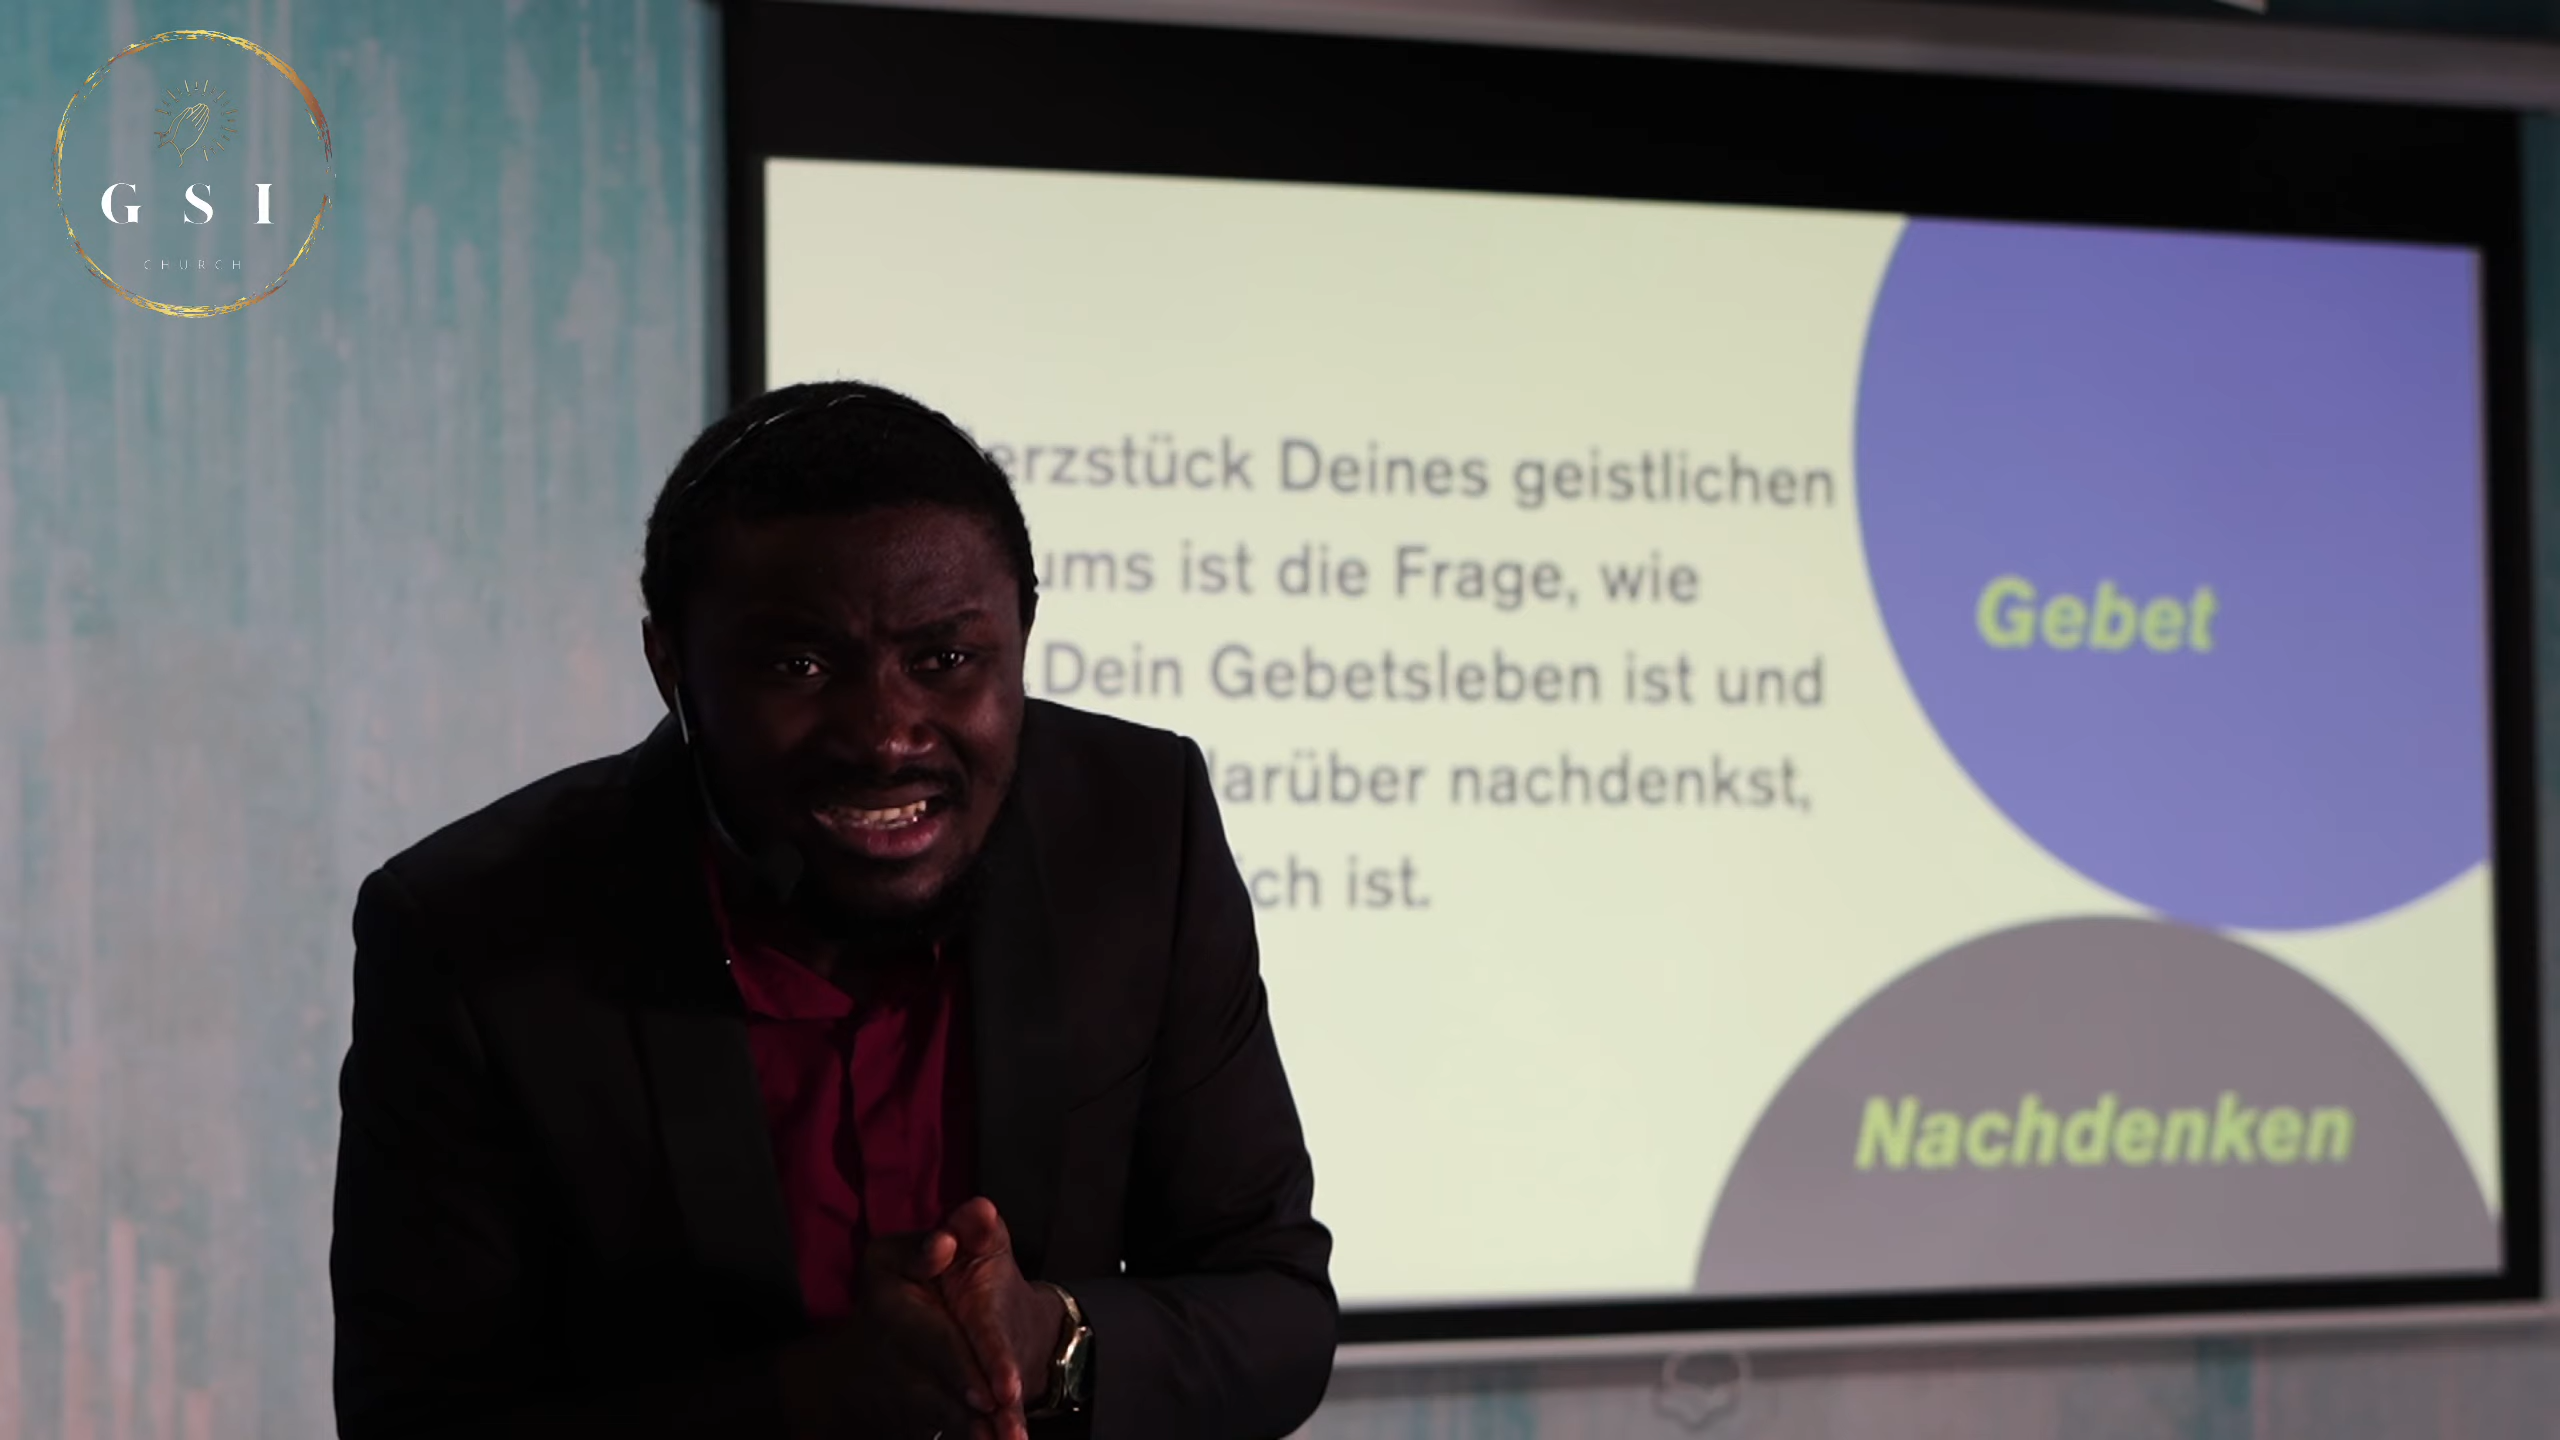 G S I
CHURCH
erzstück Deines geistlichen
ums ist die Frage, wie
Dein Gebetsleben ist und
arüber nachdenkst,
ch ist.
Gebet
Nachdenken